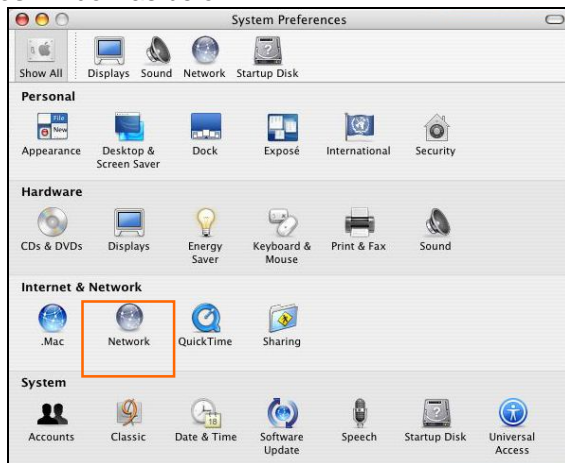 System Preferences
Show All Displays Sound Network Startup Disk
Personal
File
New
Appearance Desktop & Dock Exposé International Security
Screen Saver
Hardware
CDs & DVDs Displays Energy Keyboard & Print & Fax Sound
Saver Mouse
Internet & Network
.Mac Network QuickTime Sharing
System
18
Accounts Classic Date & Time Software Speech Startup Disk Universal
Update Access